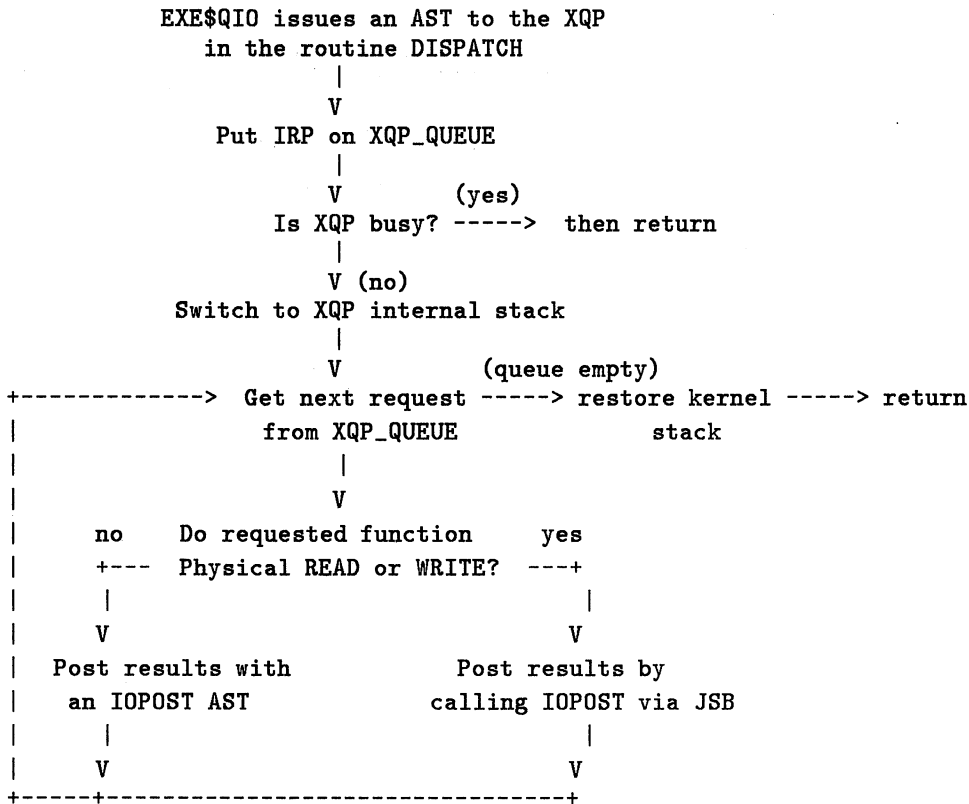 EXE$QIO issues an AST to the XQP
in the routine DISPATCH
|
V
Put IRP on XQP_QUEUE
|
V (yes)
Is XQP busy? -----> then return
|
V (no)
Switch to XQP internal stack
|
V (queue empty)
+-------------> Get next request -----> restore kernel -----> return
| from XQP_QUEUE stack
| |
| V
| no Do requested function yes
| +--- Physical READ or WRITE? ---+
| | |
| V V
| Post results with Post results by
| an IOPOST AST calling IOPOST via JSB
| | |
| V V
+-----+--------------------------------+